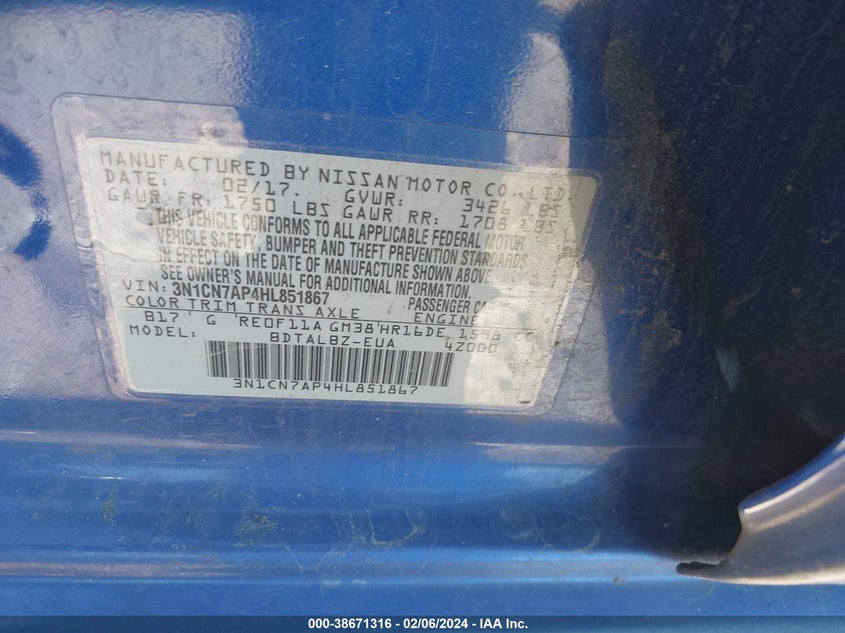 MANUFACTURED BY NISSAN MOTOR CO., LTD.
DATE: 02/17. GVWR: 3426 LBS
GAWR FR: 1750 LBS GAWR RR: 1708 LBS
THIS VEHICLE CONFORMS TO ALL APPLICABLE FEDERAL MOTOR
VEHICLE SAFETY, BUMPER AND THEFT PREVENTION STANDARDS
IN EFFECT ON THE DATE OF MANUFACTURE SHOWN ABOVE.
SEE OWNER'S MANUAL FOR ADDITIONAL INFORMATION.
VIN: 3N1CN7AP4HL851867 PASSENGER CAR
COLOR TRIM TRANS AXLE ENGINE
B17 G RE0F11A GM38 HR16DE 1598 CC
MODEL: BDTALBZ-EUA 4Z000
3N1CN7AP4HL851867
000-38671316 - 02/06/2024 - IAA Inc.